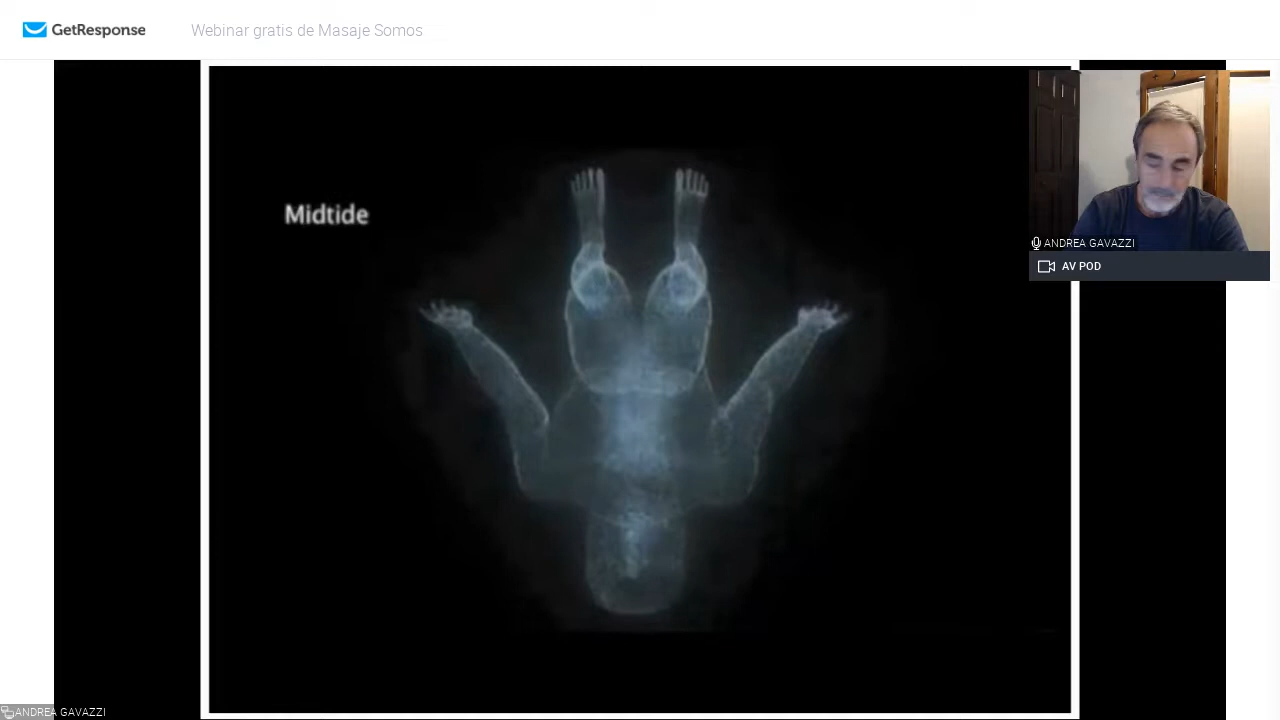 GetResponse
Webinar gratis de Masaje Somos
Midtide
ANDREA GAVAZZI
AV POD
ANDREA GAVAZZI